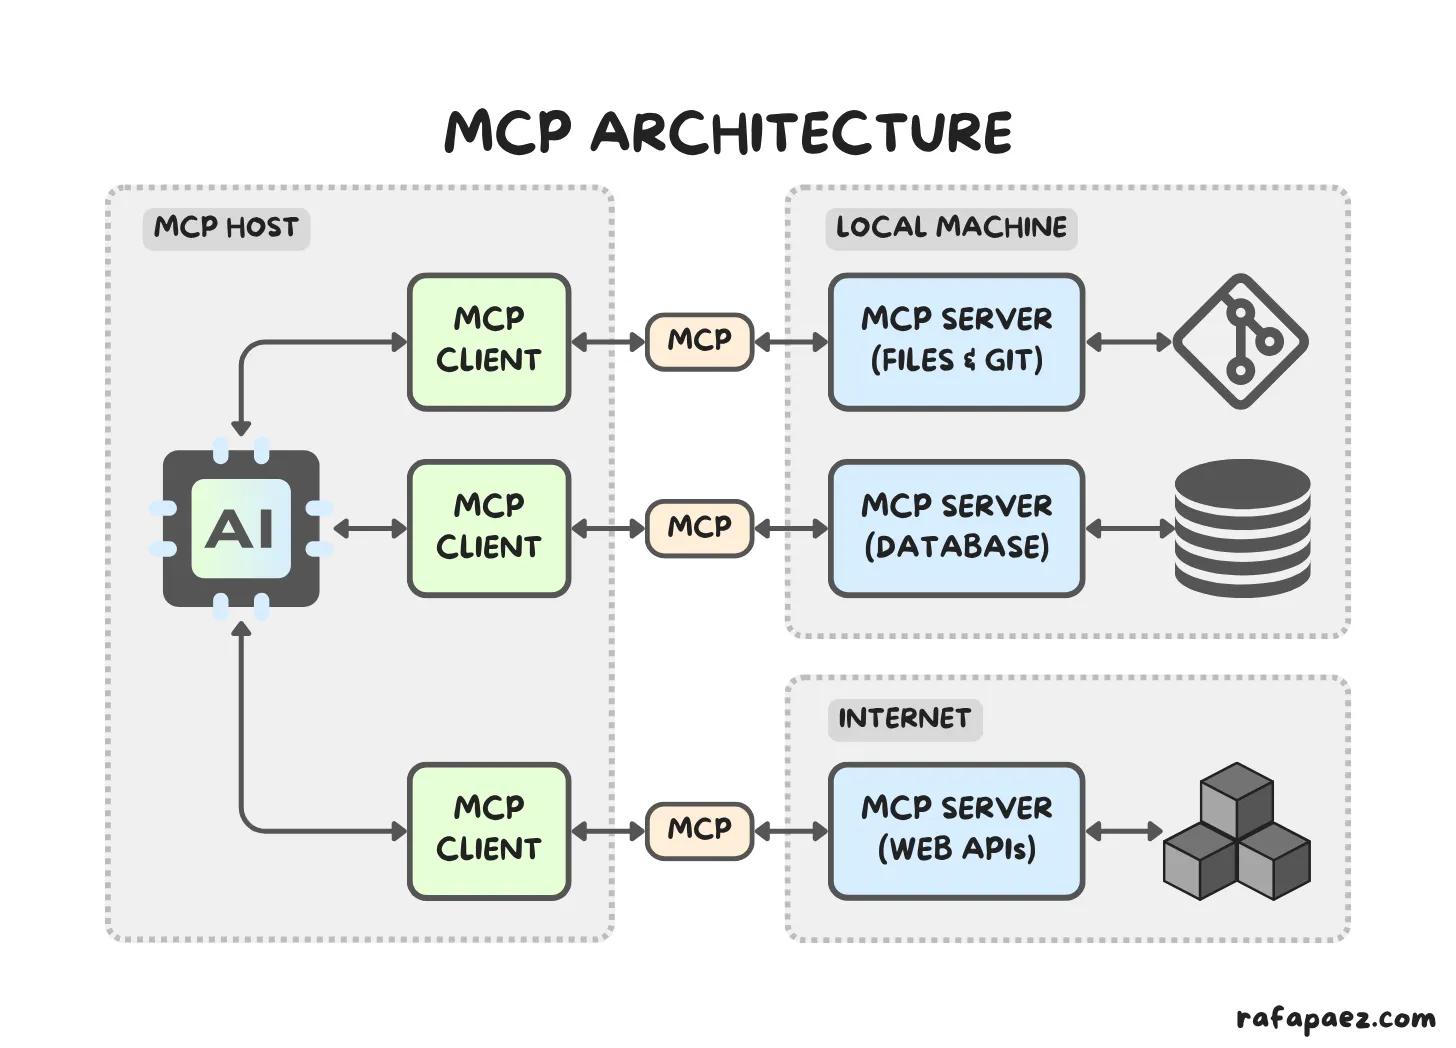 MCP ARCHITECTURE
MCP HOST
LOCAL MACHINE
MCP
CLIENT
MCP
MCP SERVER
(FILES & GIT)
AI
MCP
CLIENT
MCP
MCP SERVER
(DATABASE)
INTERNET
MCP
CLIENT
MCP
MCP SERVER
(WEB APIs)
rafapaez.com